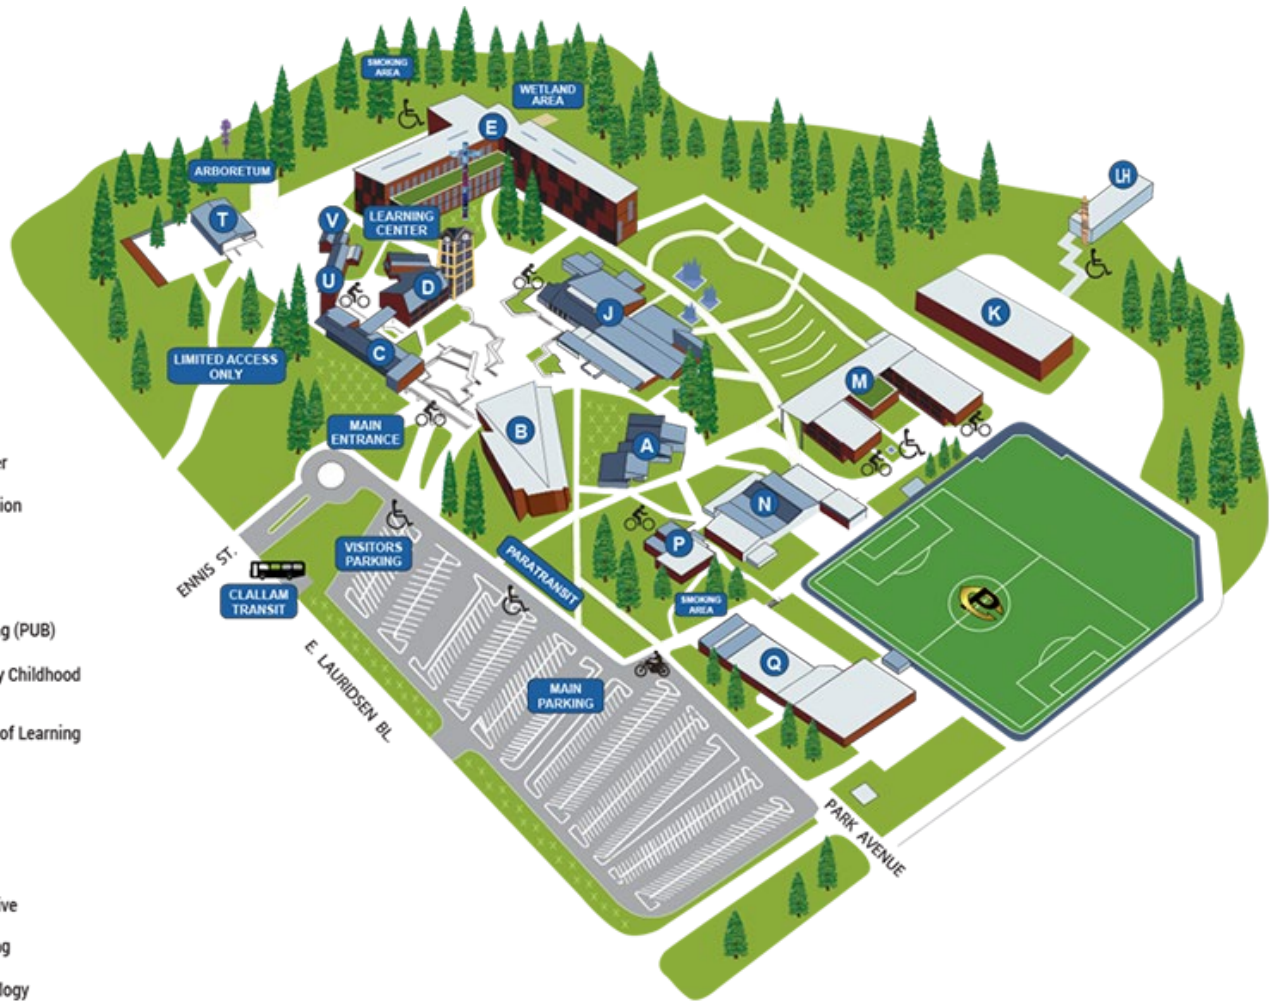 SMOKING
AREA
WETLAND
AREA
E
ARBORETUM
LH
T
V
LEARNING
CENTER
U
D
J
K
LIMITED ACCESS
ONLY
C
M
MAIN
ENTRANCE
B
A
N
P
VISITORS
PARKING
PARATRANSIT
ENNIS ST.
CLALLAM
TRANSIT
SMOKING
AREA
P
Q
E. LAURIDSEN BL.
MAIN
PARKING
PARK AVENUE
er
ion
g (PUB)
y Childhood
of Learning
ive
g
logy